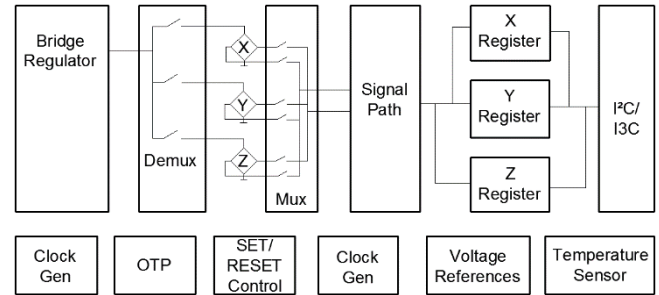 Bridge
Regulator
Demux
X
Y
Z
Mux
Signal
Path
X
Register
Y
Register
Z
Register
I²C/
I3C
Clock
Gen
OTP
SET/
RESET
Control
Clock
Gen
Voltage
References
Temperature
Sensor